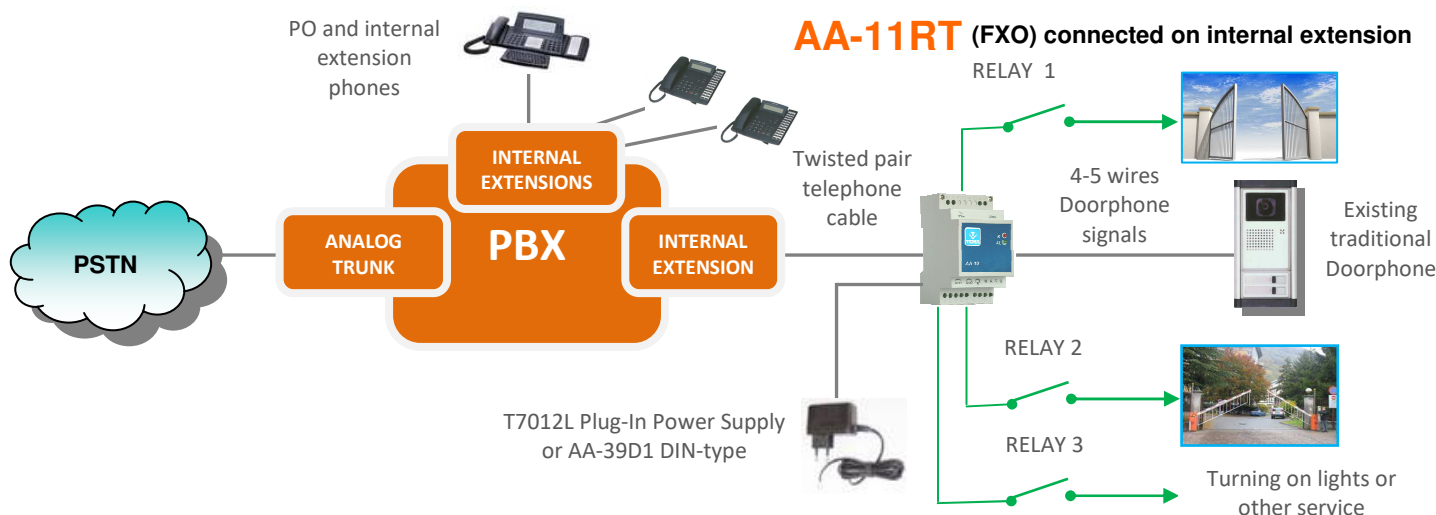 PO and internal
extension
phones
AA-11RT (FXO) connected on internal extension
RELAY 1
INTERNAL
EXTENSIONS
Twisted pair
telephone
cable
4-5 wires
Doorphone
signals
Existing
traditional
Doorphone
PSTN
ANALOG
TRUNK
PBX
INTERNAL
EXTENSION
AA-10
RELAY 2
T7012L Plug-In Power Supply
or AA-39D1 DIN-type
RELAY 3
Turning on lights or
other service